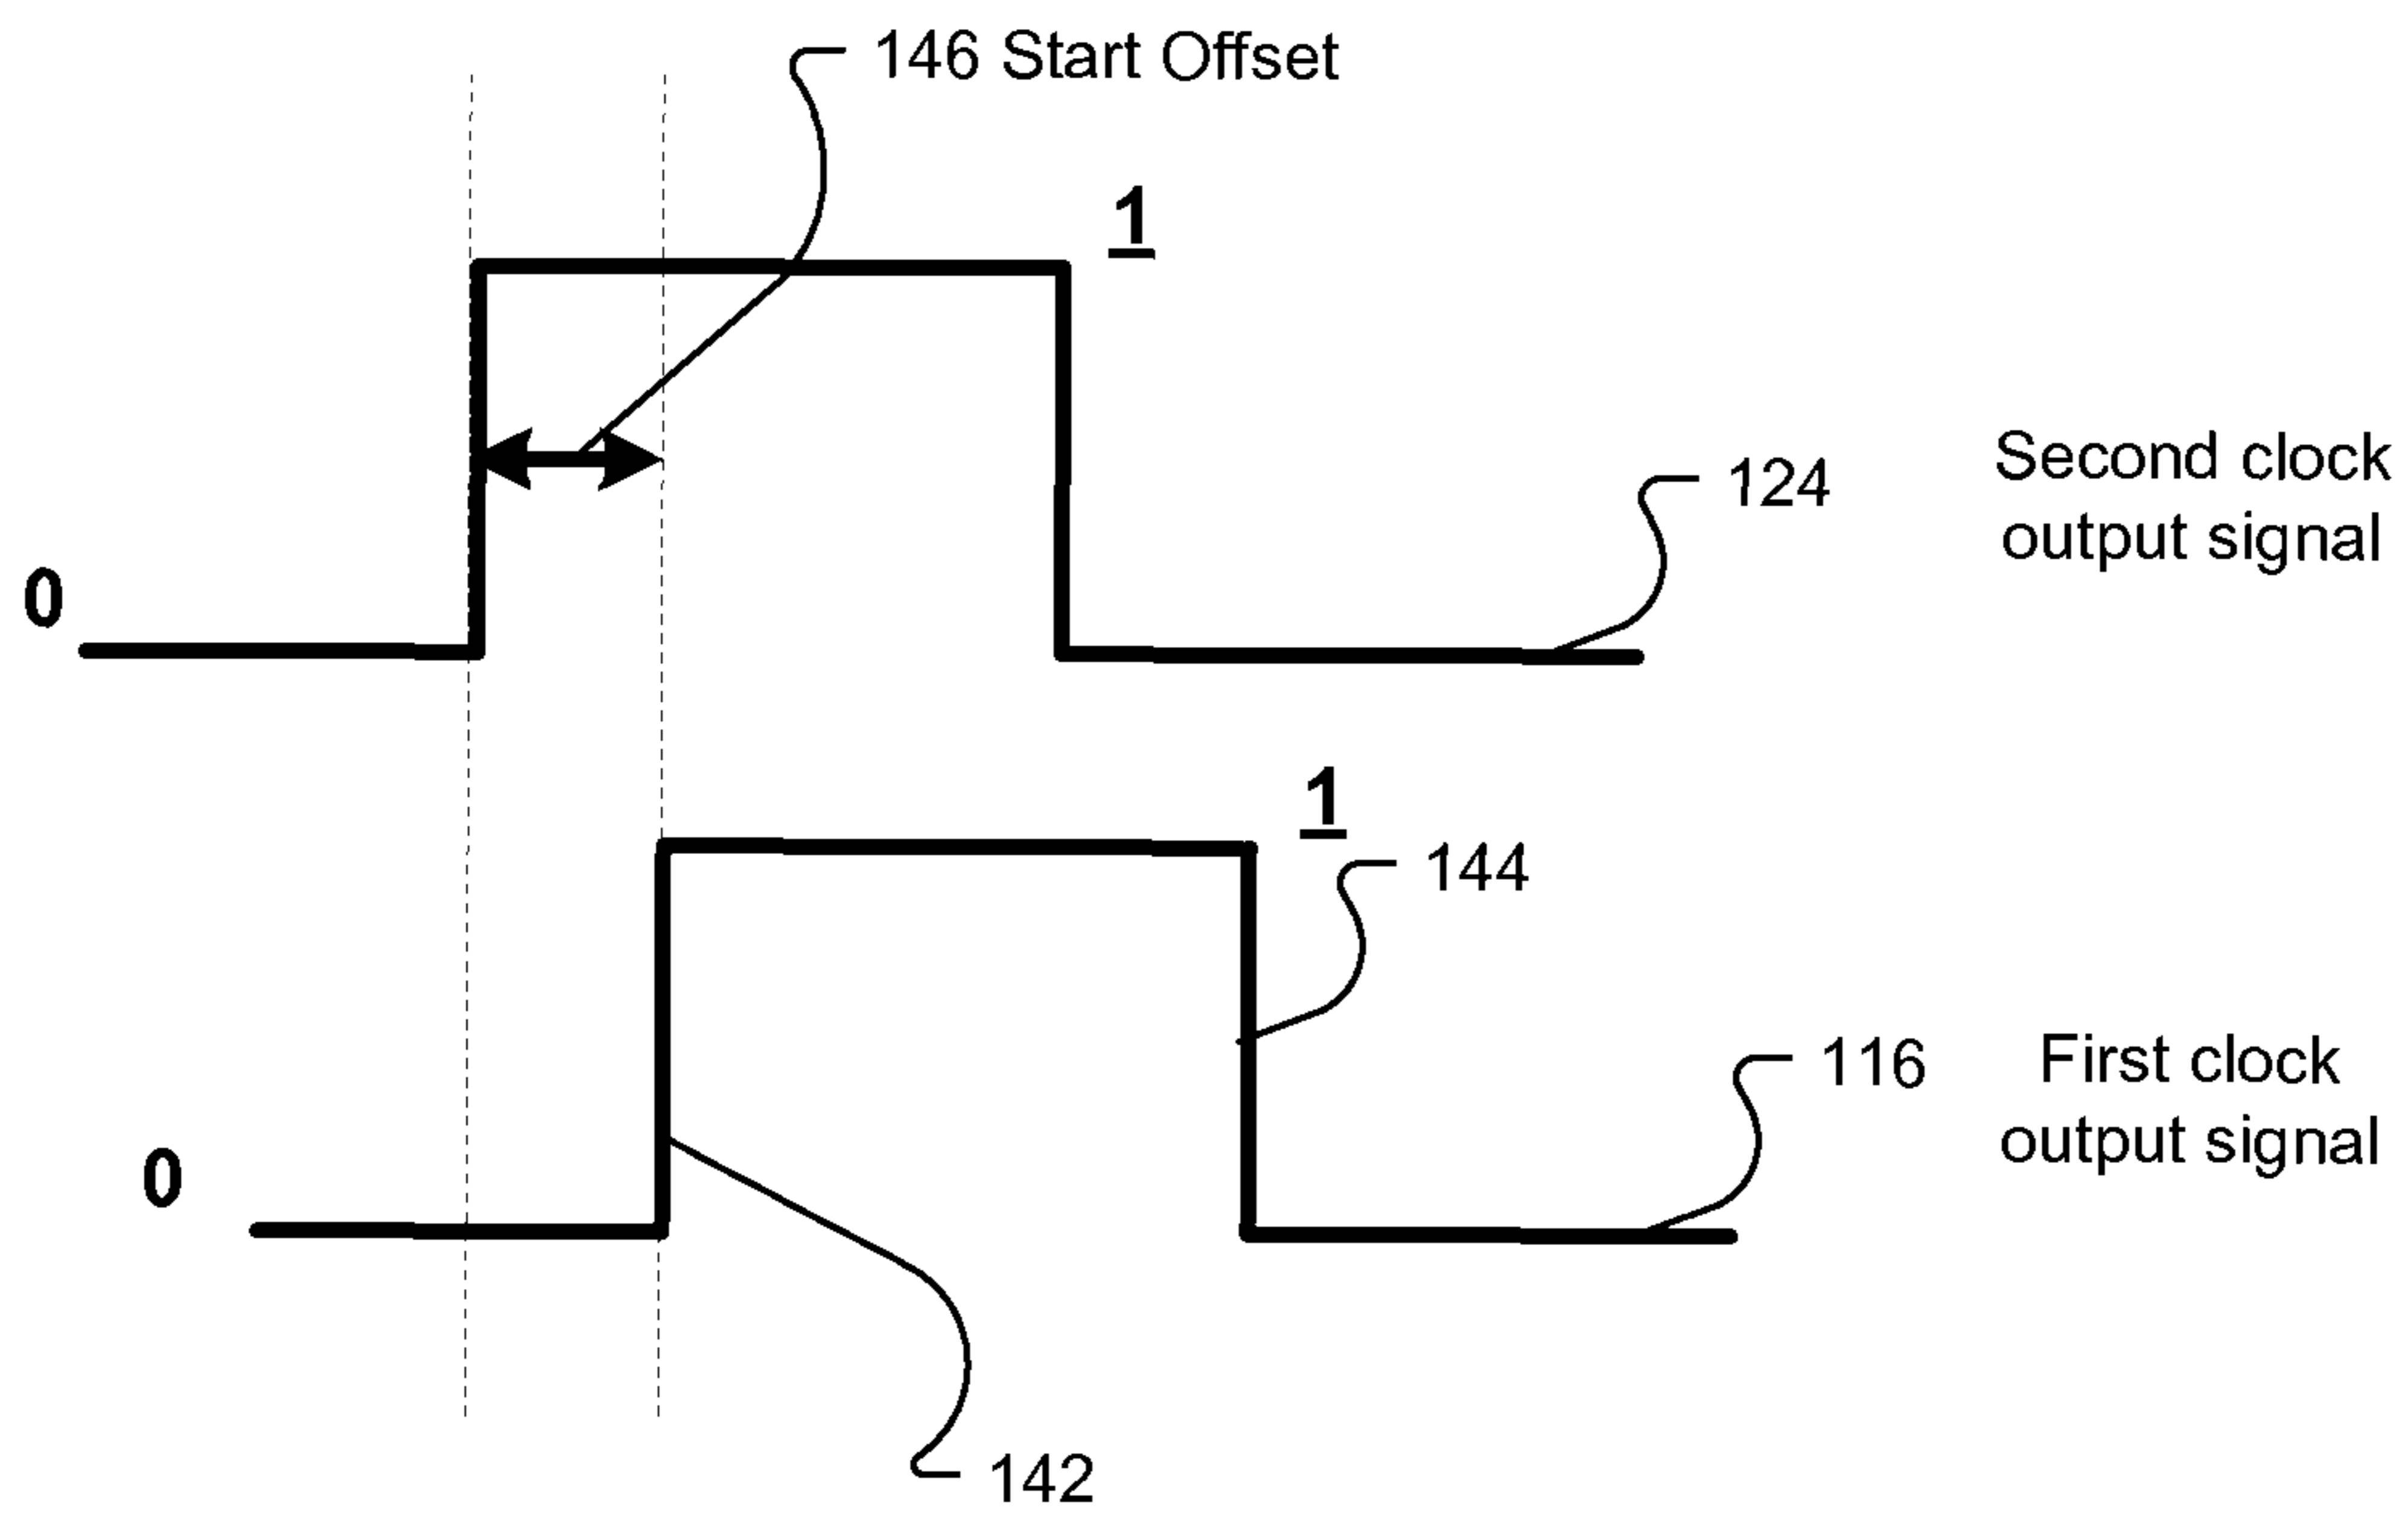 146 Start Offset
1
124
Second clock
output signal
0
1
144
116
First clock
output signal
0
142